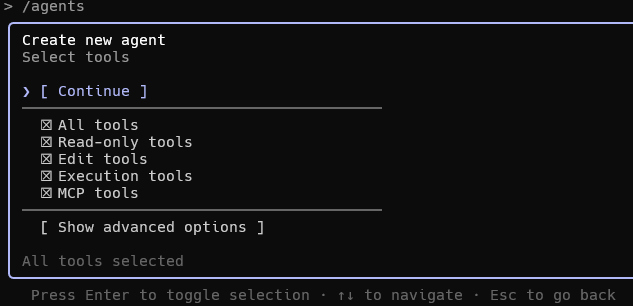 > /agents
Create new agent
Select tools
❯ [ Continue ]
☒ All tools
☒ Read-only tools
☒ Edit tools
☒ Execution tools
☒ MCP tools
[ Show advanced options ]
All tools selected
Press Enter to toggle selection · ↑↓ to navigate · Esc to go back